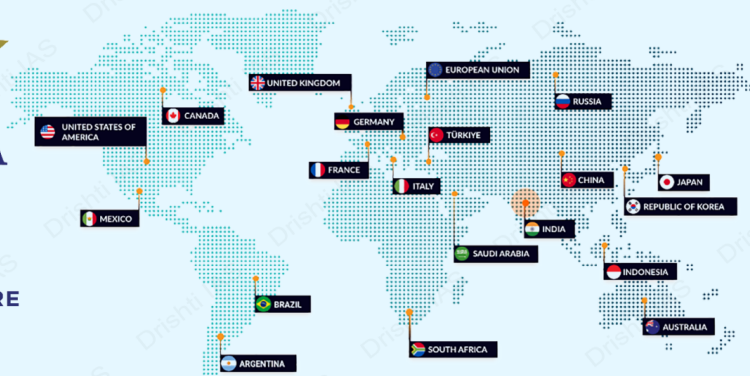 EUROPEAN UNION
UNITED KINGDOM
RUSSIA
CANADA
GERMANY
UNITED STATES OF
AMERICA
TÜRKIYE
FRANCE
CHINA
JAPAN
ITALY
REPUBLIC OF KOREA
MEXICO
INDIA
SAUDI ARABIA
INDONESIA
RE
BRAZIL
AUSTRALIA
SOUTH AFRICA
ARGENTINA